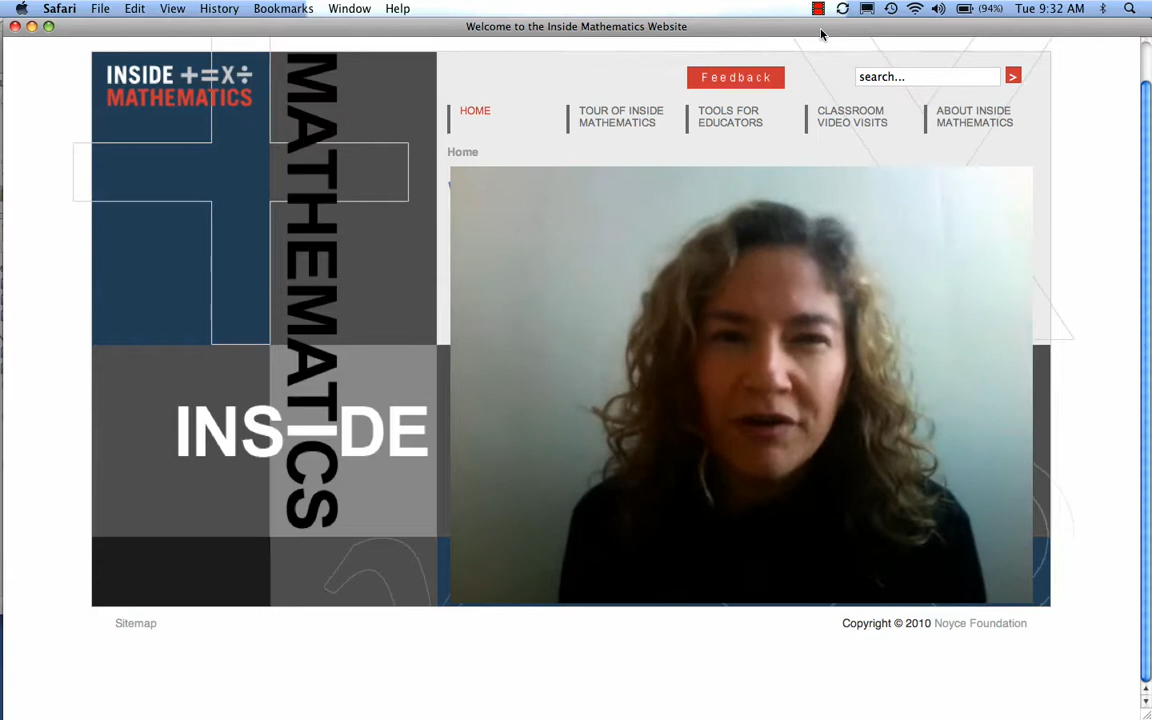 Safari File Edit View History Bookmarks Window Help (94%) Tue 9:32 AM
Welcome to the Inside Mathematics Website
INSIDE +=X÷
MATHEMATICS
Feedback
search...
>
HOME
TOUR OF INSIDE
MATHEMATICS
TOOLS FOR
EDUCATORS
CLASSROOM
VIDEO VISITS
ABOUT INSIDE
MATHEMATICS
Home
MATHEMATICS
INSIDE
Sitemap
Copyright © 2010 Noyce Foundation